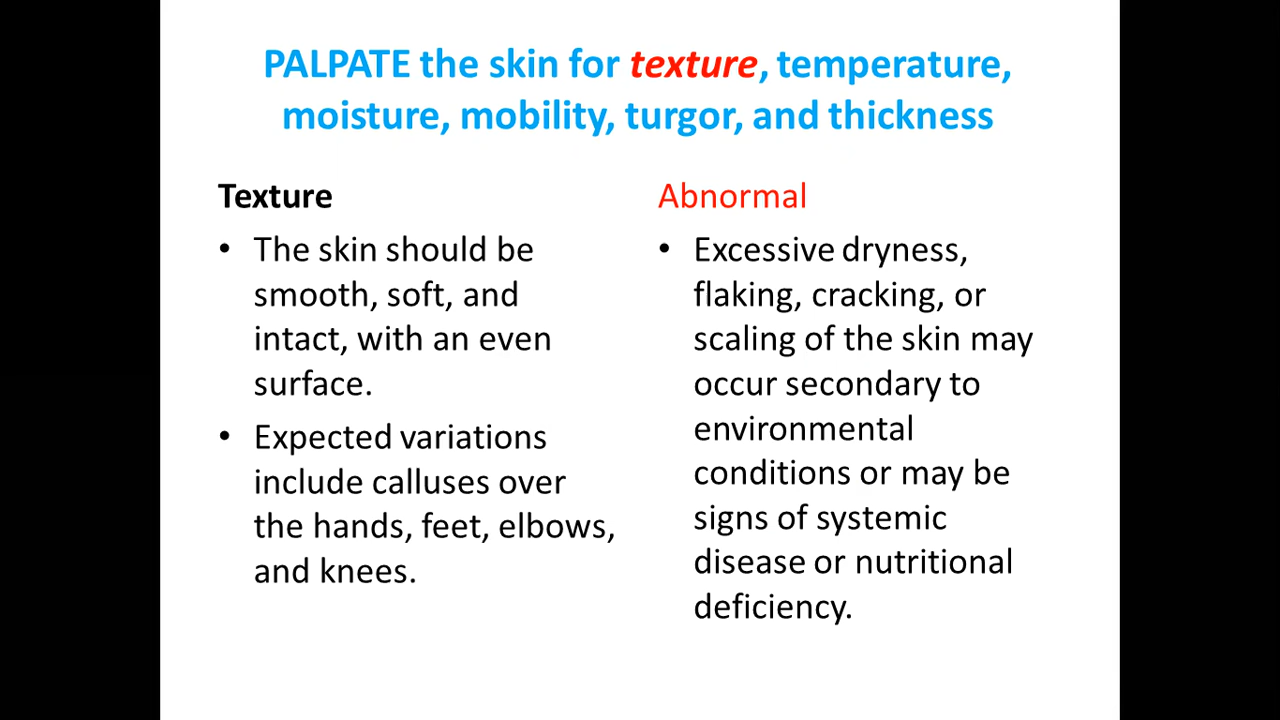 PALPATE the skin for texture, temperature,
moisture, mobility, turgor, and thickness
Texture
• The skin should be
smooth, soft, and
intact, with an even
surface.
• Expected variations
include calluses over
the hands, feet, elbows,
and knees.
Abnormal
• Excessive dryness,
flaking, cracking, or
scaling of the skin may
occur secondary to
environmental
conditions or may be
signs of systemic
disease or nutritional
deficiency.